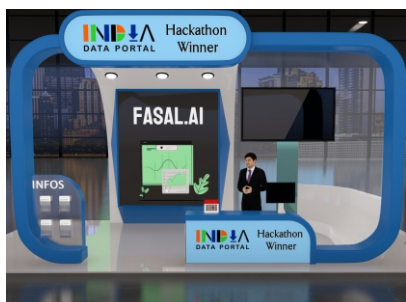 INDIA
DATA PORTAL
Hackathon
Winner
FASAL.AI
INFOS
INDIA
DATA PORTAL
Hackathon
Winner